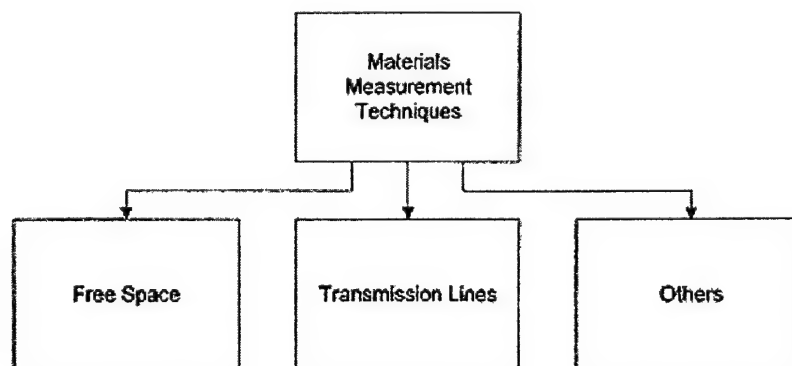 Materials
Measurement
Techniques
Free Space
Transmission Lines
Others